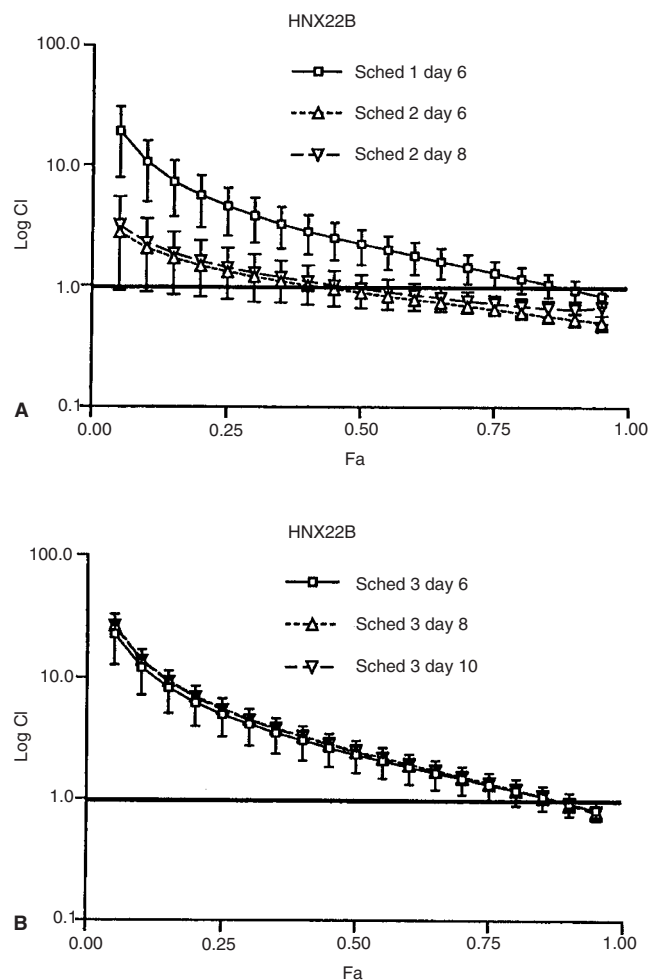 HNX22B
100.0
10.0
1.0
0.1
Log CI
Sched 1 day 6
Sched 2 day 6
Sched 2 day 8
A
0.00
0.25
0.50
0.75
1.00
Fa
HNX22B
100.0
10.0
1.0
0.1
Log CI
Sched 3 day 6
Sched 3 day 8
Sched 3 day 10
B
0.00
0.25
0.50
0.75
1.00
Fa